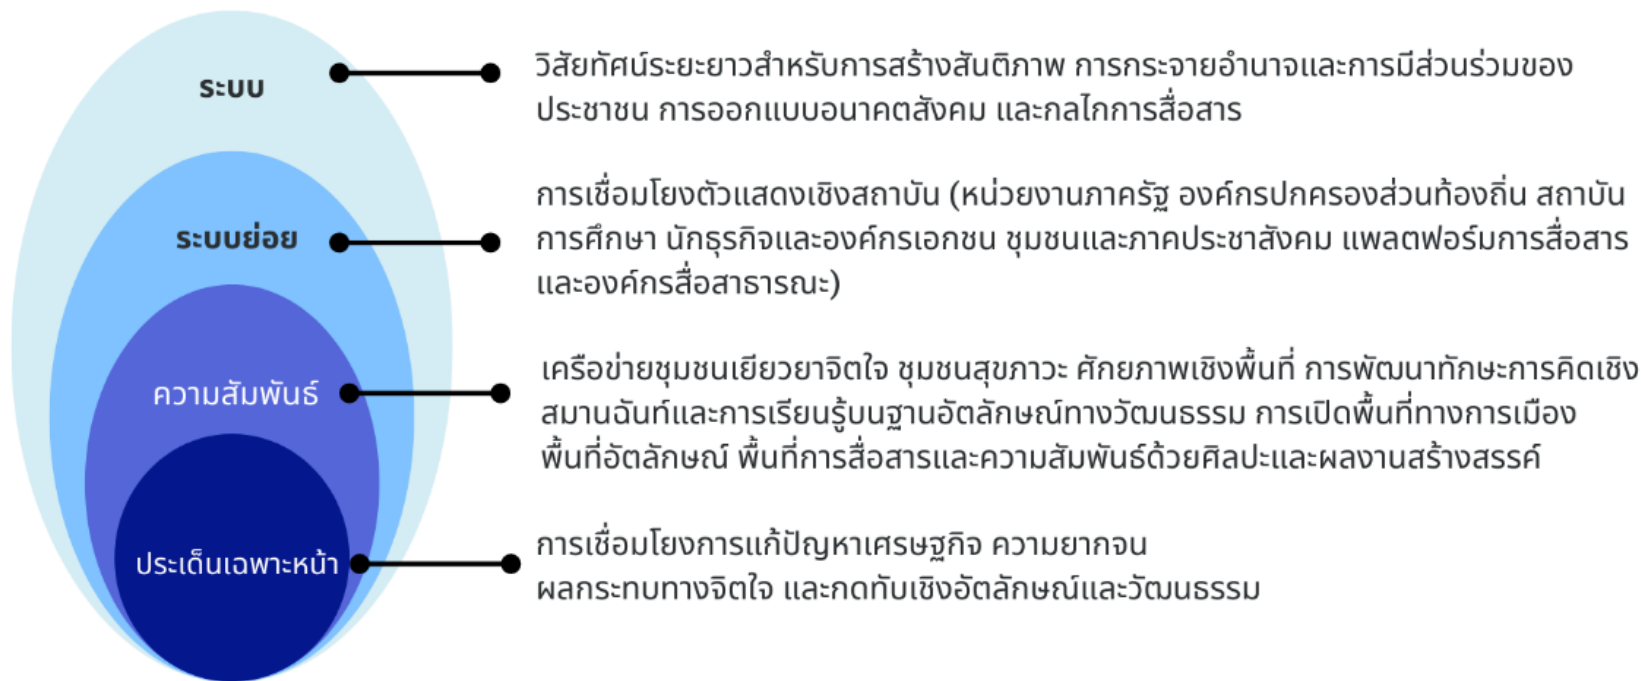 ระบบ
วิสัยทัศน์ระยะยาวสำหรับการสร้างสันติภาพ การกระจายอำนาจและการมีส่วนร่วมของ
ประชาชน การออกแบบอนาคตสังคม และกลไกการสื่อสาร
ระบบย่อย
การเชื่อมโยงตัวแสดงเชิงสถาบัน (หน่วยงานภาครัฐ องค์กรปกครองส่วนท้องถิ่น สถาบัน
การศึกษา นักธุรกิจและองค์กรเอกชน ชุมชนและภาคประชาสังคม แพลตฟอร์มการสื่อสาร
และองค์กรสื่อสาธารณะ)
ความสัมพันธ์
เครือข่ายชุมชนเยียวยาจิตใจ ชุมชนสุขภาวะ ศักยภาพเชิงพื้นที่ การพัฒนาทักษะการคิดเชิง
สมานฉันท์และการเรียนรู้บนฐานอัตลักษณ์ทางวัฒนธรรม การเปิดพื้นที่ทางการเมือง
พื้นที่อัตลักษณ์ พื้นที่การสื่อสารและความสัมพันธ์ด้วยศิลปะและผลงานสร้างสรรค์
ประเด็นเฉพาะหน้า
การเชื่อมโยงการแก้ปัญหาเศรษฐกิจ ความยากจน
ผลกระทบทางจิตใจ และกดทับเชิงอัตลักษณ์และวัฒนธรรม